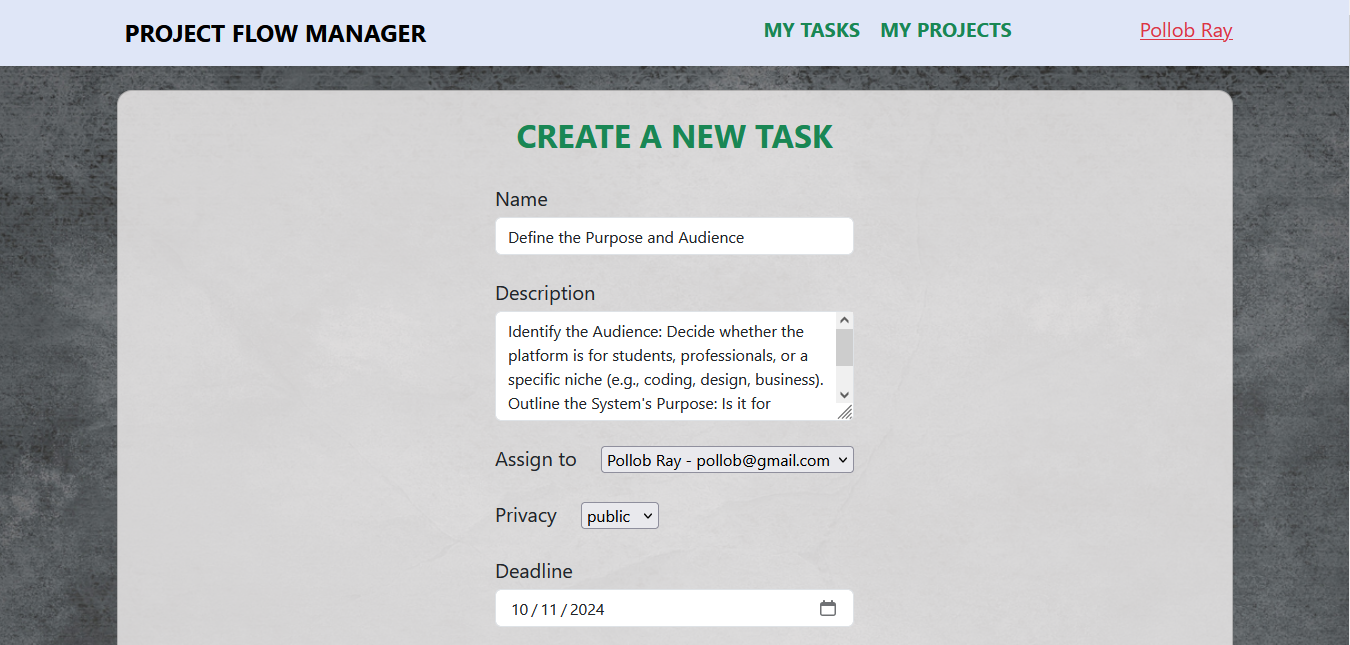 PROJECT FLOW MANAGER
MY TASKS
MY PROJECTS
Pollob Ray
CREATE A NEW TASK
Name
Define the Purpose and Audience
Description
Identify the Audience: Decide whether the
platform is for students, professionals, or a
specific niche (e.g., coding, design, business).
Outline the System's Purpose: Is it for
Assign to
Pollob Ray - pollob@gmail.com
Privacy
public
Deadline
10 / 11 / 2024